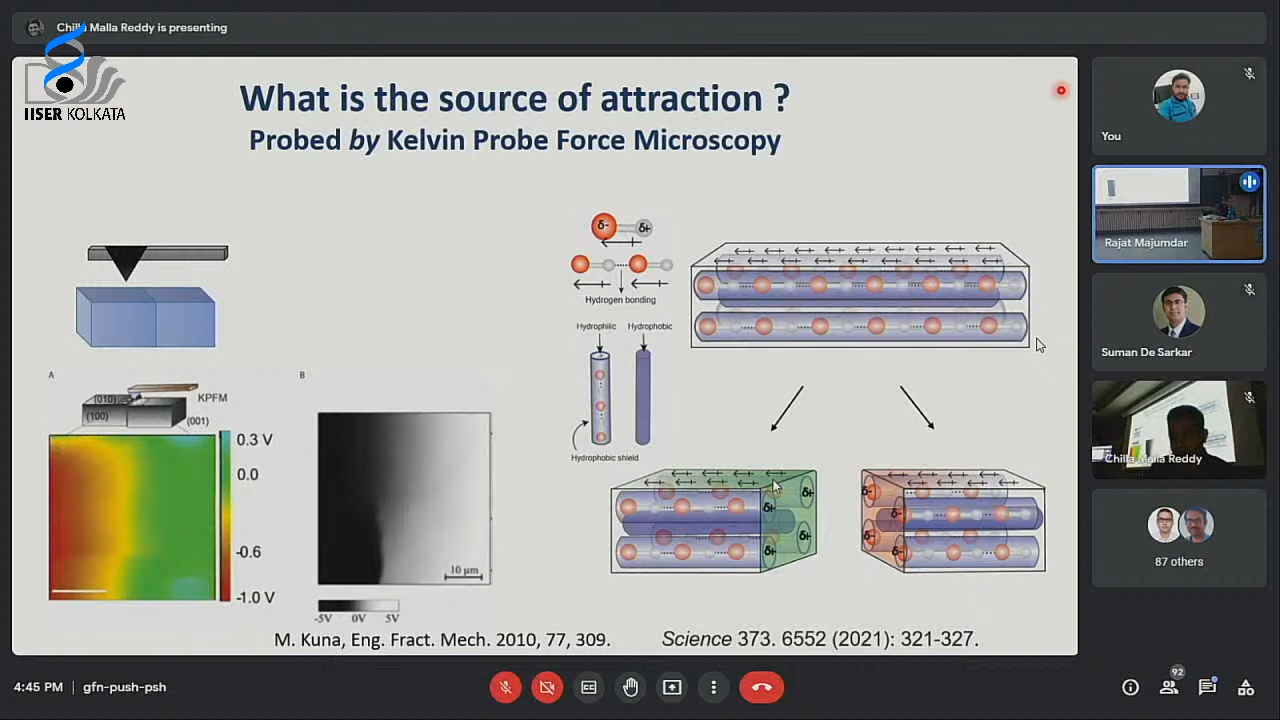 Chilla Malla Reddy is presenting
IISER KOLKATA
What is the source of attraction ?
Probed by Kelvin Probe Force Microscopy
δ- δ+
Hydrogen bonding
Hydrophilic Hydrophobic
Hydrophobic shield
A
KPFM
(010)
(100)
(001)
0.3 V
0.0
-0.6
-1.0 V
B
10 μm
-5V 0V 5V
δ+
δ+
δ+
δ+
δ-
δ-
δ-
δ-
M. Kuna, Eng. Fract. Mech. 2010, 77, 309.
Science 373. 6552 (2021): 321-327.
You
Rajat Majumdar
Suman De Sarkar
Chilla Malla Reddy
87 others
4:45 PM | gfn-push-psh
92